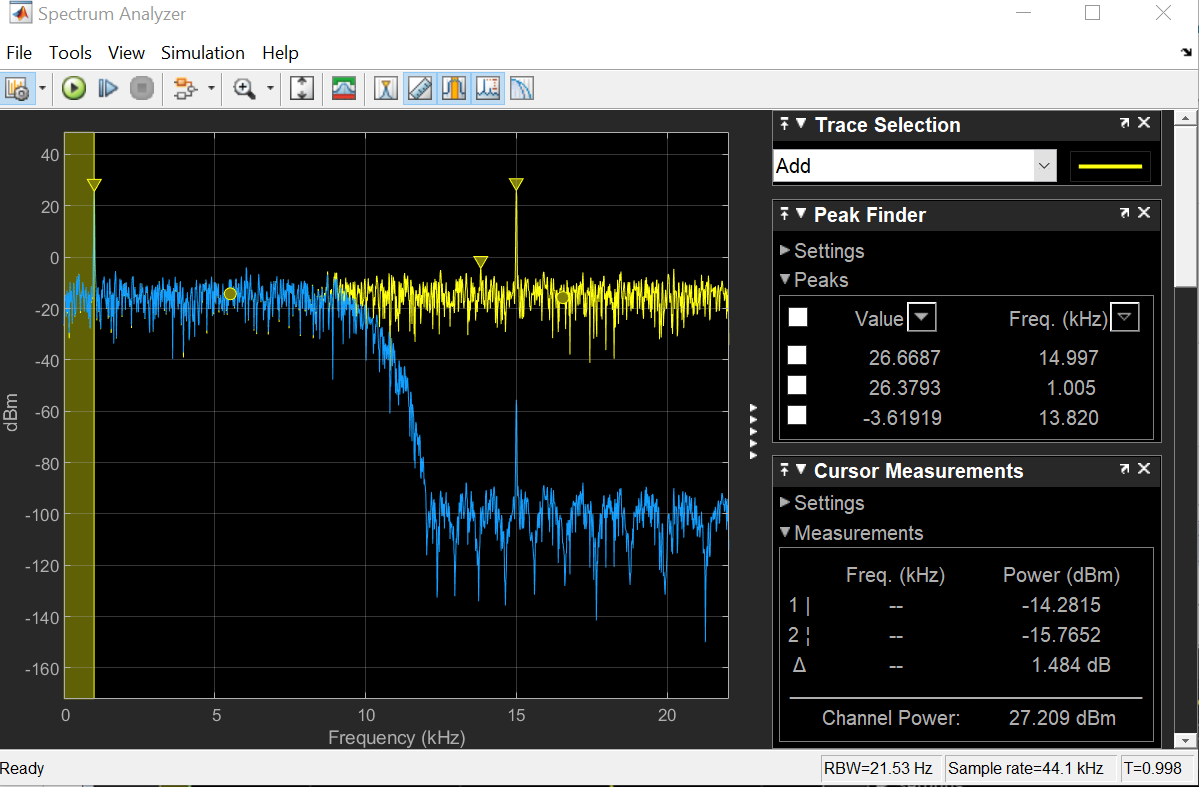 Spectrum Analyzer
File Tools View Simulation Help
40
20
0
-20
-40
-60
-80
-100
-120
-140
-160
dBm
0 5 10 15 20
Frequency (kHz)
Trace Selection
Add
Peak Finder
Settings
Peaks
Value Freq. (kHz)
26.6687 14.997
26.3793 1.005
-3.61919 13.820
Cursor Measurements
Settings
Measurements
Freq. (kHz) Power (dBm)
1 | -- -14.2815
2 ¦ -- -15.7652
Δ -- 1.484 dB
Channel Power: 27.209 dBm
Ready RBW=21.53 Hz Sample rate=44.1 kHz T=0.998